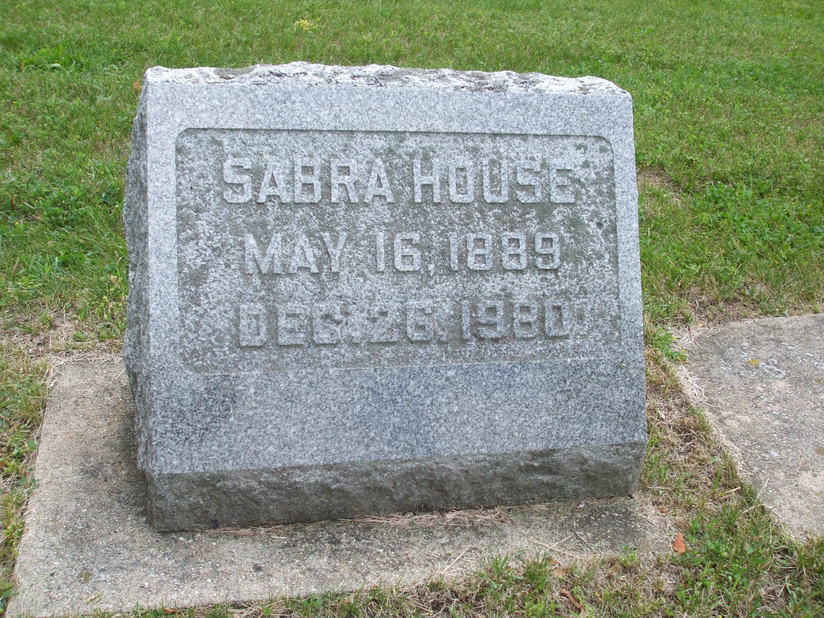 SABRA HOUSE
MAY 16, 1889
DEC. 26, 1980